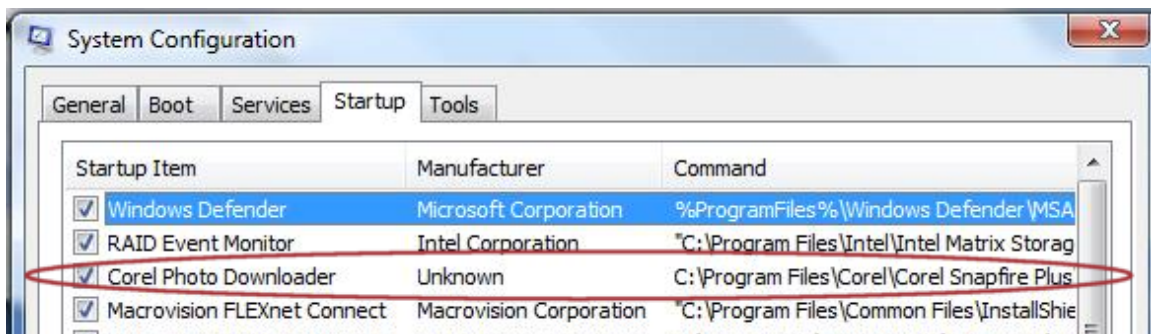 System Configuration
General Boot Services Startup Tools
Startup Item Manufacturer Command
Windows Defender Microsoft Corporation %ProgramFiles%\Windows Defender\MSA
RAID Event Monitor Intel Corporation "C:\Program Files\Intel\Intel Matrix Storag
Corel Photo Downloader Unknown C:\Program Files\Corel\Corel Snapfire Plus
Macrovision FLEXnet Connect Macrovision Corporation "C:\Program Files\Common Files\InstallShie